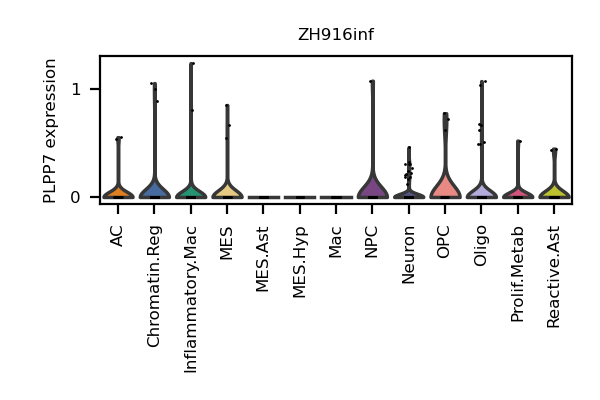 ZH916inf
PLPP7 expression
1
0
AC
Chromatin.Reg
Inflammatory.Mac
MES
MES.Ast
MES.Hyp
Mac
NPC
Neuron
OPC
Oligo
Prolif.Metab
Reactive.Ast